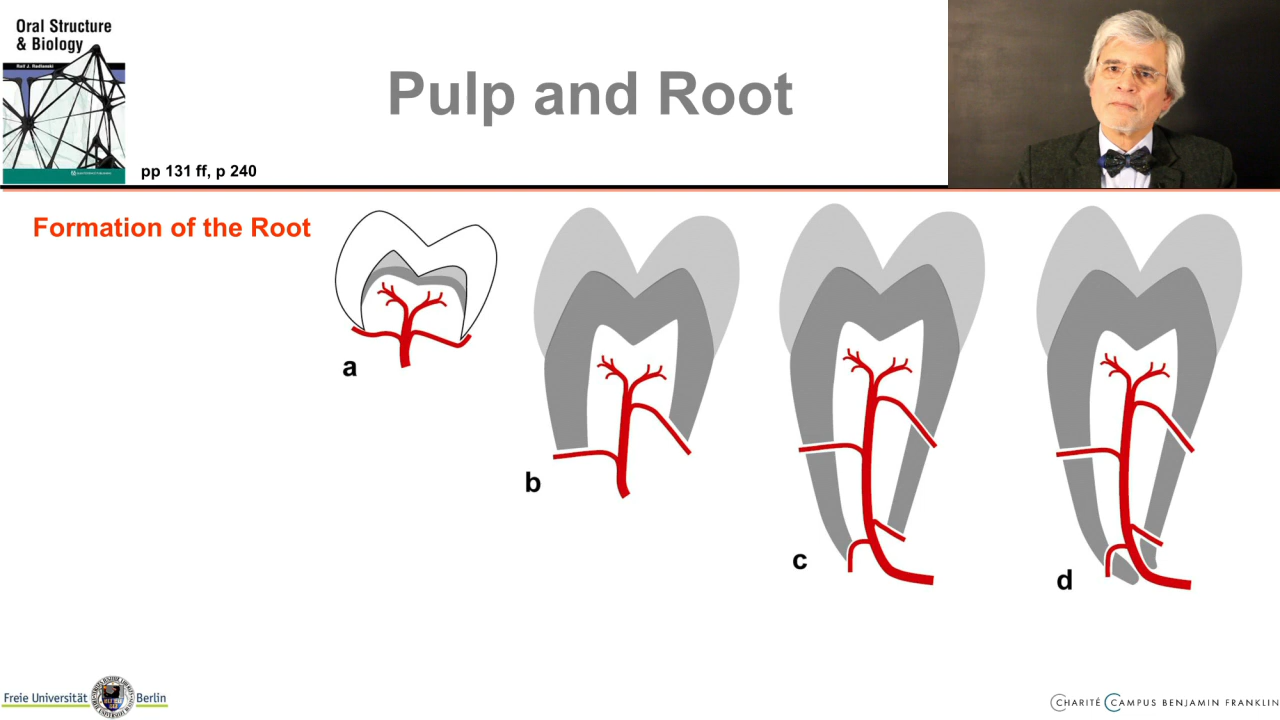 Oral Structure
& Biology
Ralf J. Radlanski
Pulp and Root
pp 131 ff, p 240
Formation of the Root
a
b
c
d
Freie Universität Berlin
CHARITÉ CAMPUS BENJAMIN FRANKLIN